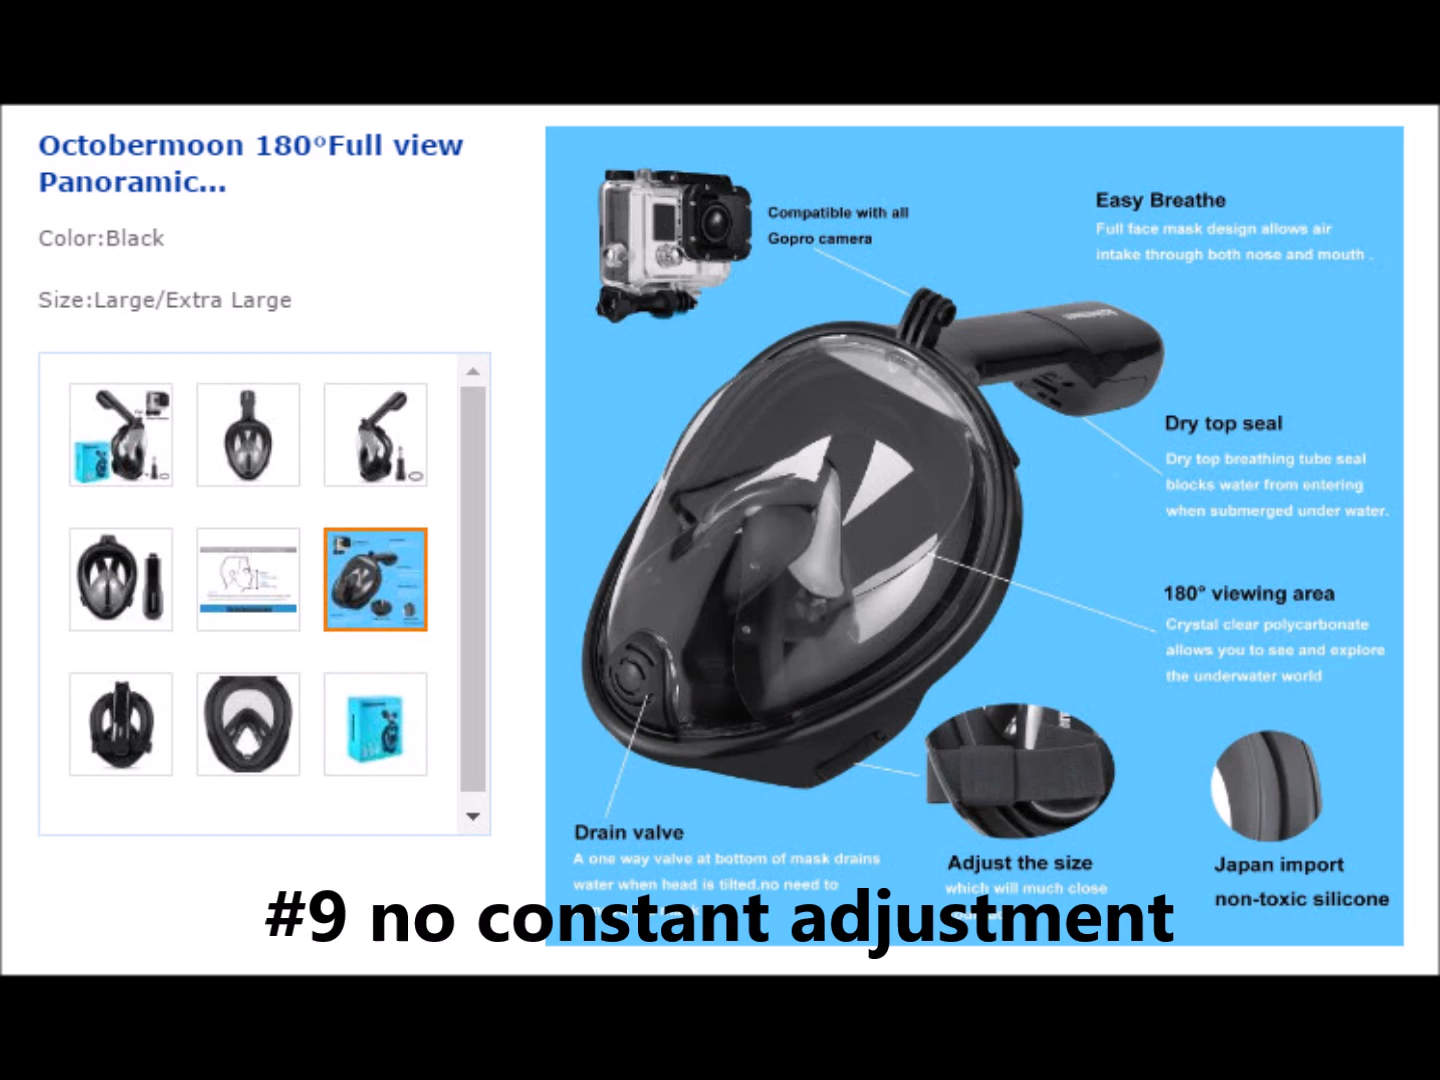 Octobermoon 180°Full view
Panoramic...
Color:Black
Size:Large/Extra Large
Compatible with all
Gopro camera
Easy Breathe
Full face mask design allows air
intake through both nose and mouth .
Dry top seal
Dry top breathing tube seal
blocks water from entering
when submerged under water.
180° viewing area
Crystal clear polycarbonate
allows you to see and explore
the underwater world
Drain valve
A one way valve at bottom of mask drains
water when head is tilted.no need to
Adjust the size
which will much close
Japan import
non-toxic silicone
#9 no constant adjustment